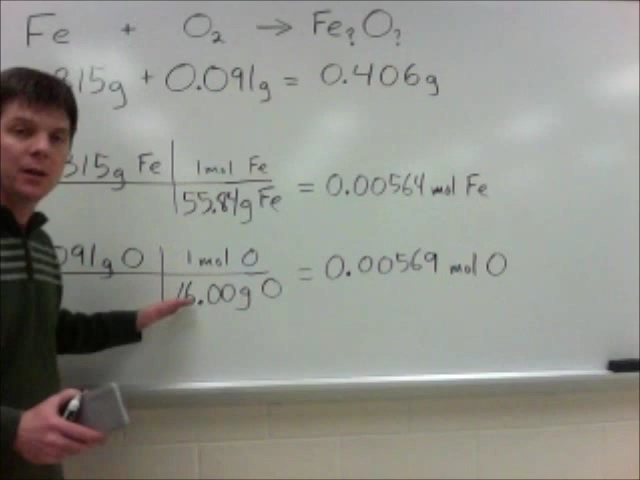 Fe + O₂ → Fe?O?
315g + 0.091g = 0.406g
315g Fe | 1 mol Fe = 0.00564 mol Fe
55.84g Fe
091g O | 1 mol O = 0.00569 mol O
16.00g O